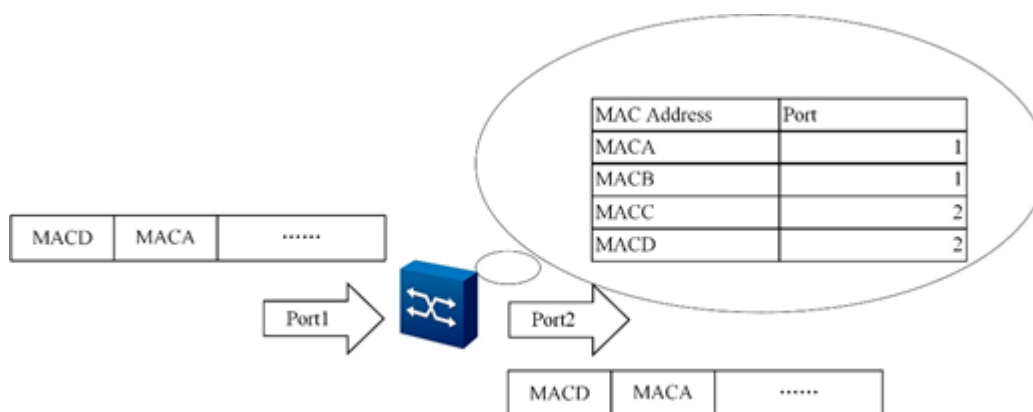 MAC Address Port
MACA 1
MACB 1
MACC 2
MACD 2
MACD MACA ······
Port1
Port2
MACD MACA ······